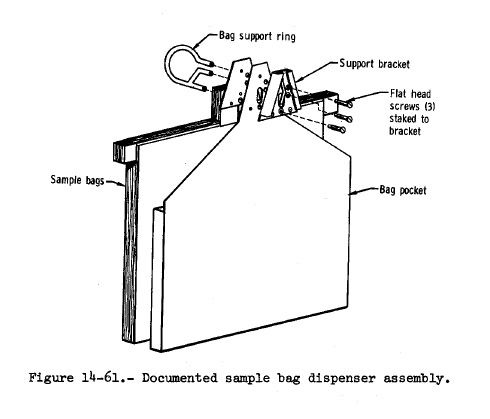 Bag support ring
Support bracket
Flat head
screws (3)
staked to
bracket
Sample bags
Bag pocket
Figure 14-61.- Documented sample bag dispenser assembly.